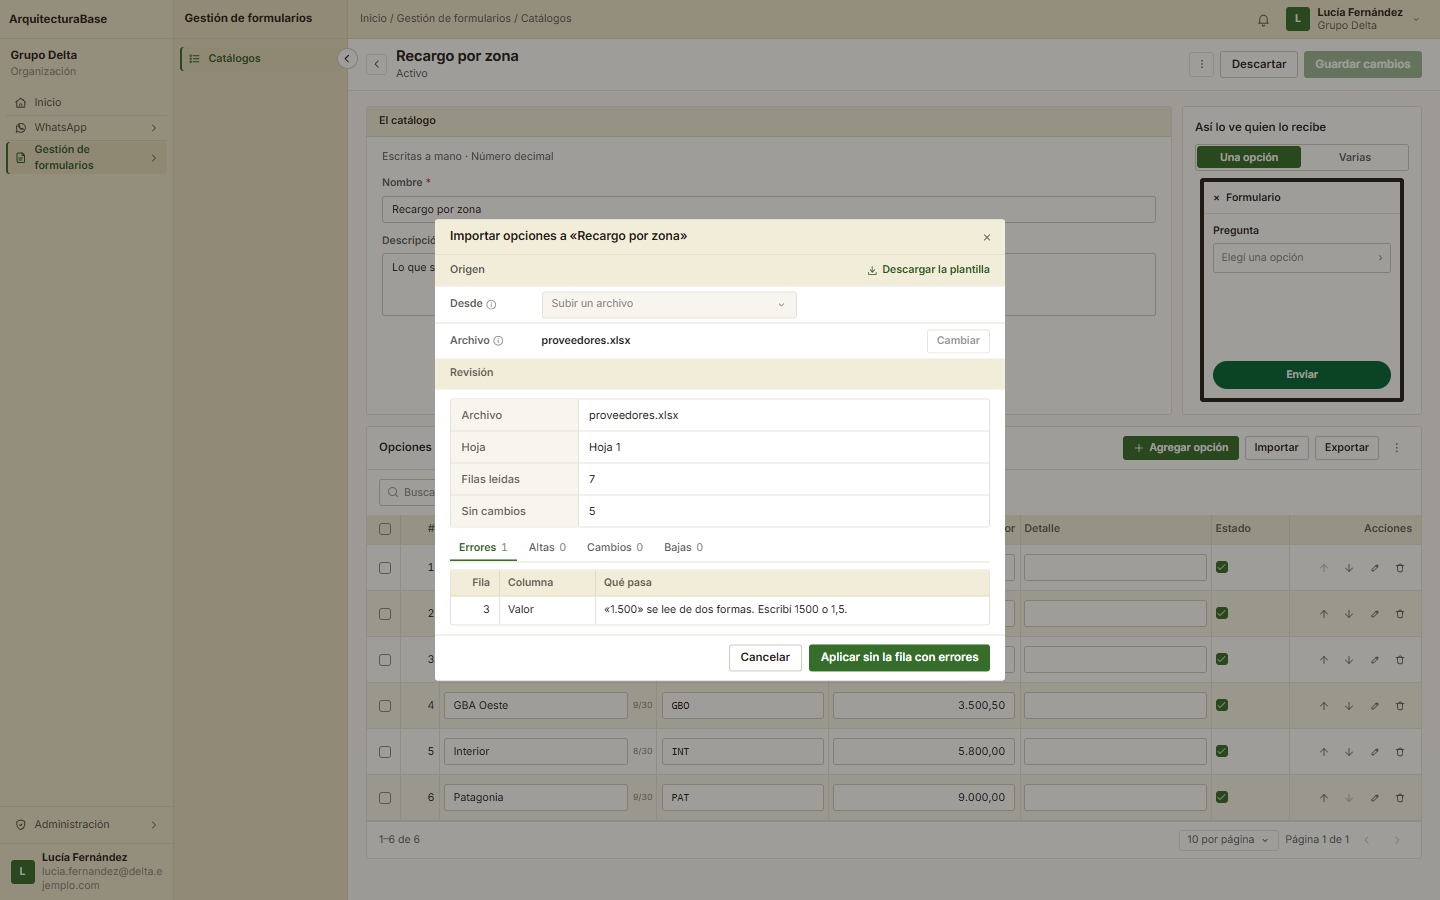 ArquitecturaBase
Grupo Delta
Organización
Inicio
WhatsApp
Gestión de
formularios
Administración
L
Lucía Fernández
lucia.fernandez@delta.e
jemplo.com
Gestión de formularios
Catálogos
Inicio / Gestión de formularios / Catálogos
L
Lucía Fernández
Grupo Delta
Recargo por zona
Activo
Descartar
Guardar cambios
El catálogo
Escritas a mano · Número decimal
Nombre *
Recargo por zona
Descripció
Lo que s
Así lo ve quien lo recibe
Una opción
Varias
× Formulario
Pregunta
Elegí una opción
Enviar
Importar opciones a «Recargo por zona»
Origen
Descargar la plantilla
Desde
Subir un archivo
Archivo
proveedores.xlsx
Cambiar
Revisión
Archivo proveedores.xlsx
Hoja Hoja 1
Filas leídas 7
Sin cambios 5
Errores 1 Altas 0 Cambios 0 Bajas 0
Fila Columna Qué pasa
3 Valor «1.500» se lee de dos formas. Escribí 1500 o 1,5.
Cancelar
Aplicar sin la fila con errores
Opciones
Agregar opción
Importar
Exportar
Busca
# or Detalle Estado Acciones
1
2
3
4 GBA Oeste 9/30 GBO 3.500,50
5 Interior 8/30 INT 5.800,00
6 Patagonia 9/30 PAT 9.000,00
1–6 de 6
10 por página
Página 1 de 1